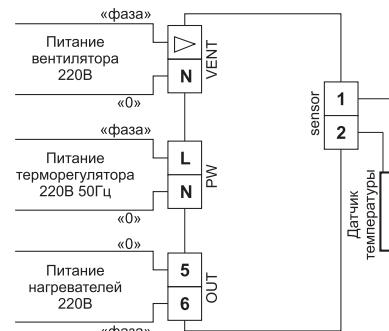 «фаза»
Питание
вентилятора
220В
«0»
N
VENT
«фаза»
Питание
терморегулятора
220В 50Гц
«0»
L
N
PW
«0»
Питание
нагревателей
220В
«фаза»
5
6
OUT
sensor
1
2
Датчик
температуры